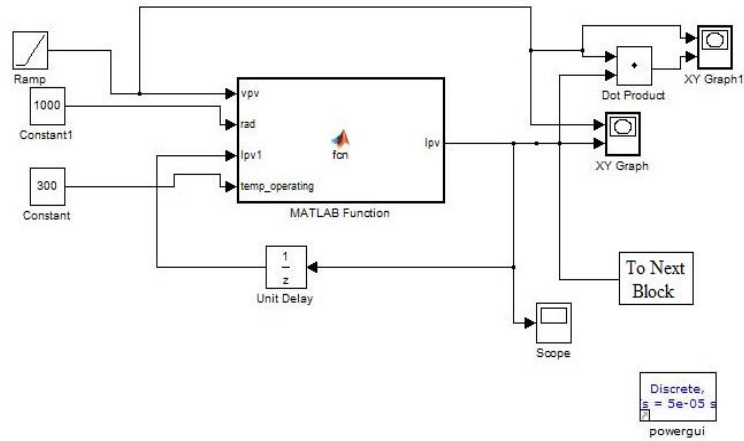 Ramp
1000
Constant1
300
Constant
vpv
rad
Ipv1
temp_operating
fcn
Ipv
MATLAB Function
1
z
Unit Delay
Dot Product
XY Graph1
XY Graph
To Next
Block
Scope
Discrete,
s = 5e-05 s
powergui